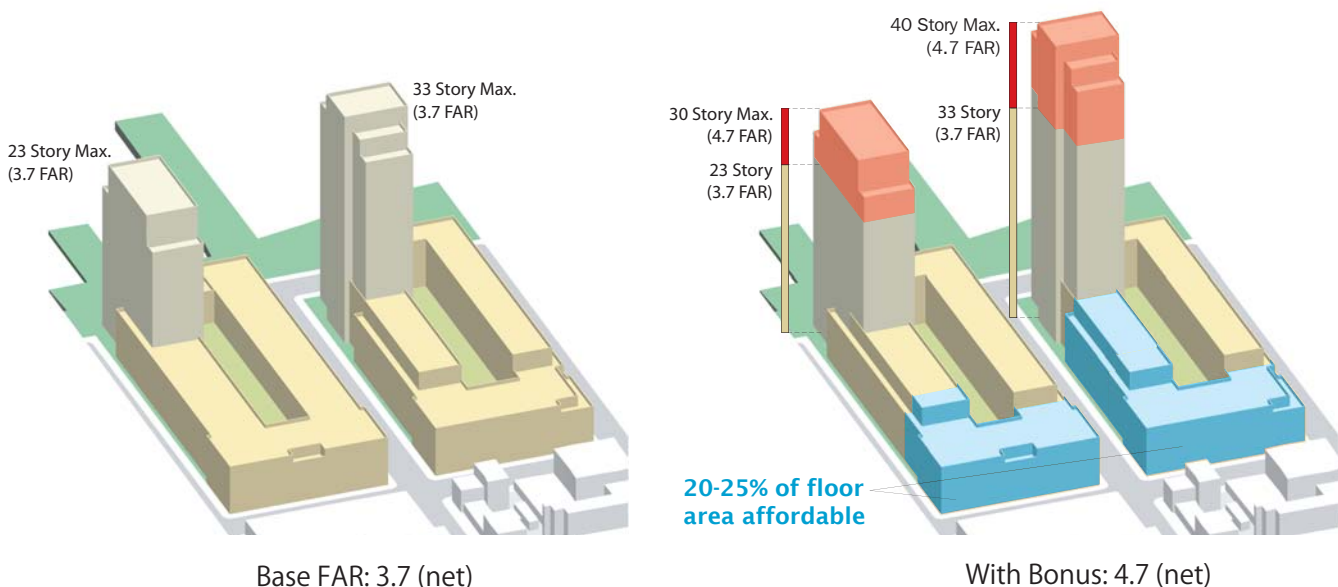 23 Story Max.
(3.7 FAR)
33 Story Max.
(3.7 FAR)
Base FAR: 3.7 (net)
30 Story Max.
(4.7 FAR)
23 Story
(3.7 FAR)
40 Story Max.
(4.7 FAR)
33 Story
(3.7 FAR)
20-25% of floor
area affordable
With Bonus: 4.7 (net)